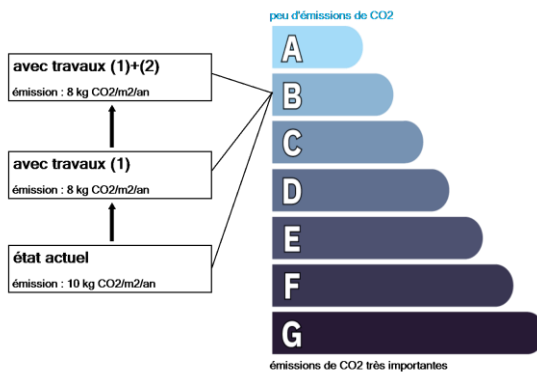 peu d'émissions de CO2
avec travaux (1)+(2)
émission : 8 kg CO2/m2/an
avec travaux (1)
émission : 8 kg CO2/m2/an
état actuel
émission : 10 kg CO2/m2/an
A
B
C
D
E
F
G
émissions de CO2 très importantes